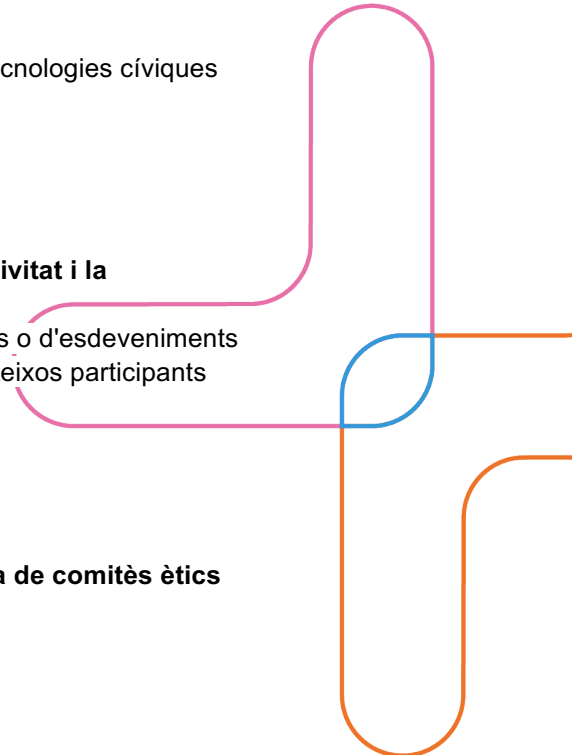 cnologies cíviques
ivitat i la
s o d'esdeveniments
eixos participants
a de comitès ètics